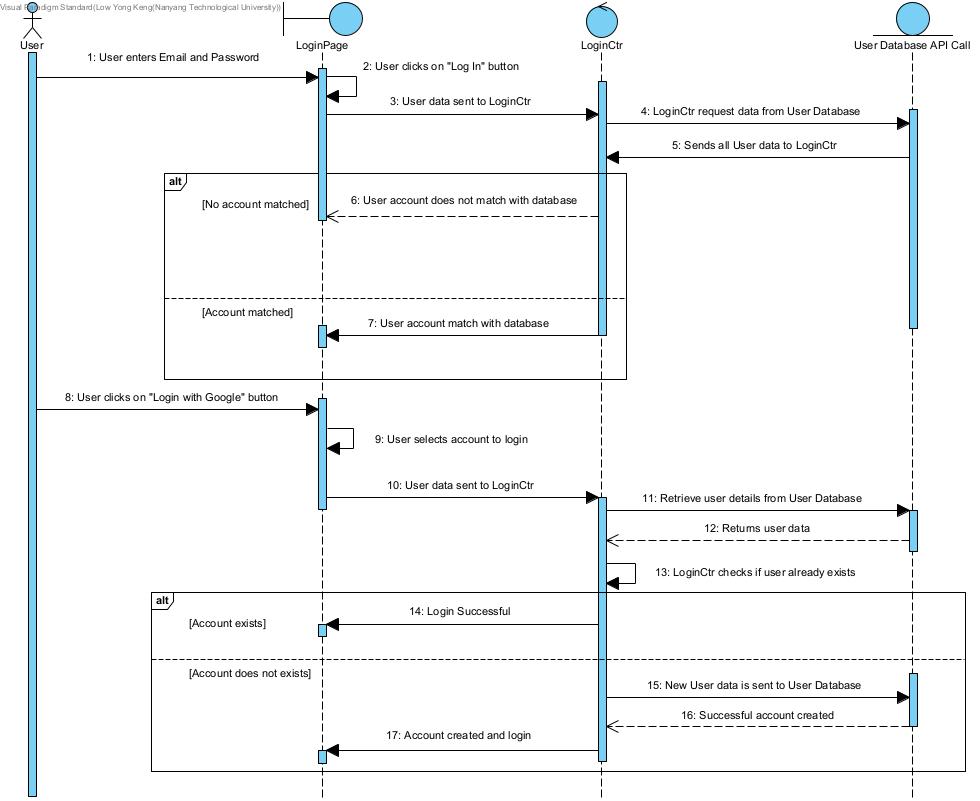 Visual Paradigm Standard(Low Yong Keng(Nanyang Technological University))
User
LoginPage
LoginCtr
User Database API Call
1: User enters Email and Password
2: User clicks on "Log In" button
3: User data sent to LoginCtr
4: LoginCtr request data from User Database
5: Sends all User data to LoginCtr
alt
[No account matched]
6: User account does not match with database
[Account matched]
7: User account match with database
8: User clicks on "Login with Google" button
9: User selects account to login
10: User data sent to LoginCtr
11: Retrieve user details from User Database
12: Returns user data
13: LoginCtr checks if user already exists
alt
14: Login Successful
[Account exists]
[Account does not exists]
15: New User data is sent to User Database
16: Successful account created
17: Account created and login